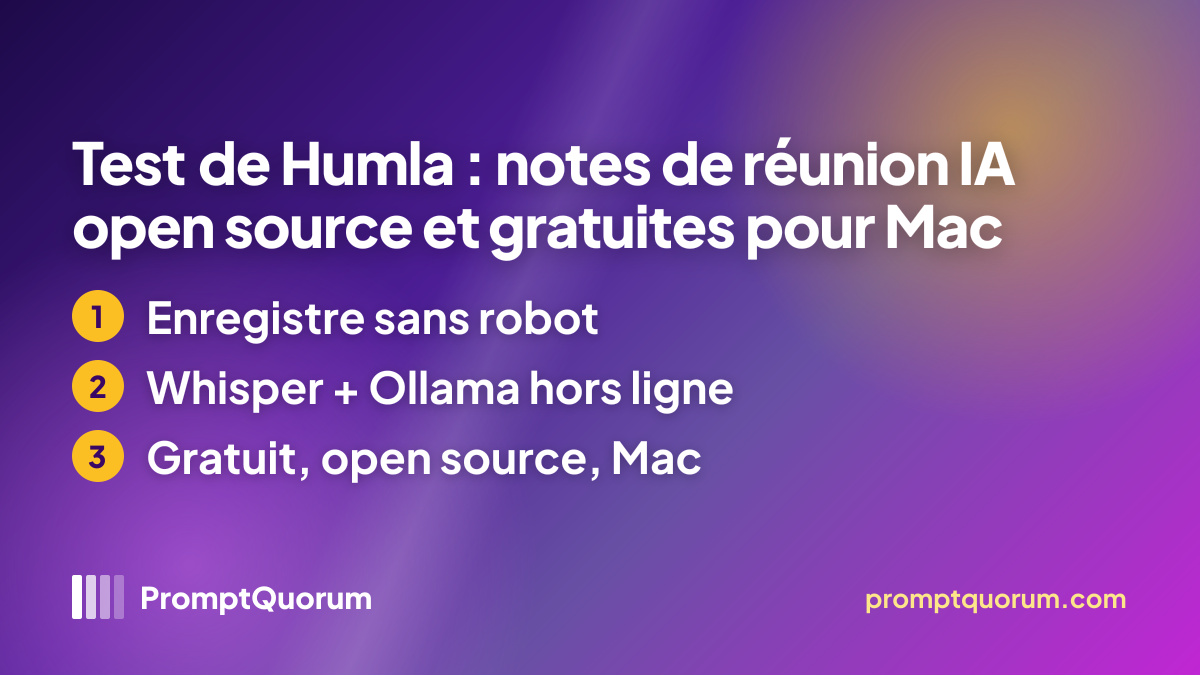 Test de Humla : notes de réunion IA
open source et gratuites pour Mac
1 Enregistre sans robot
2 Whisper + Ollama hors ligne
3 Gratuit, open source, Mac
PromptQuorum
promptquorum.com